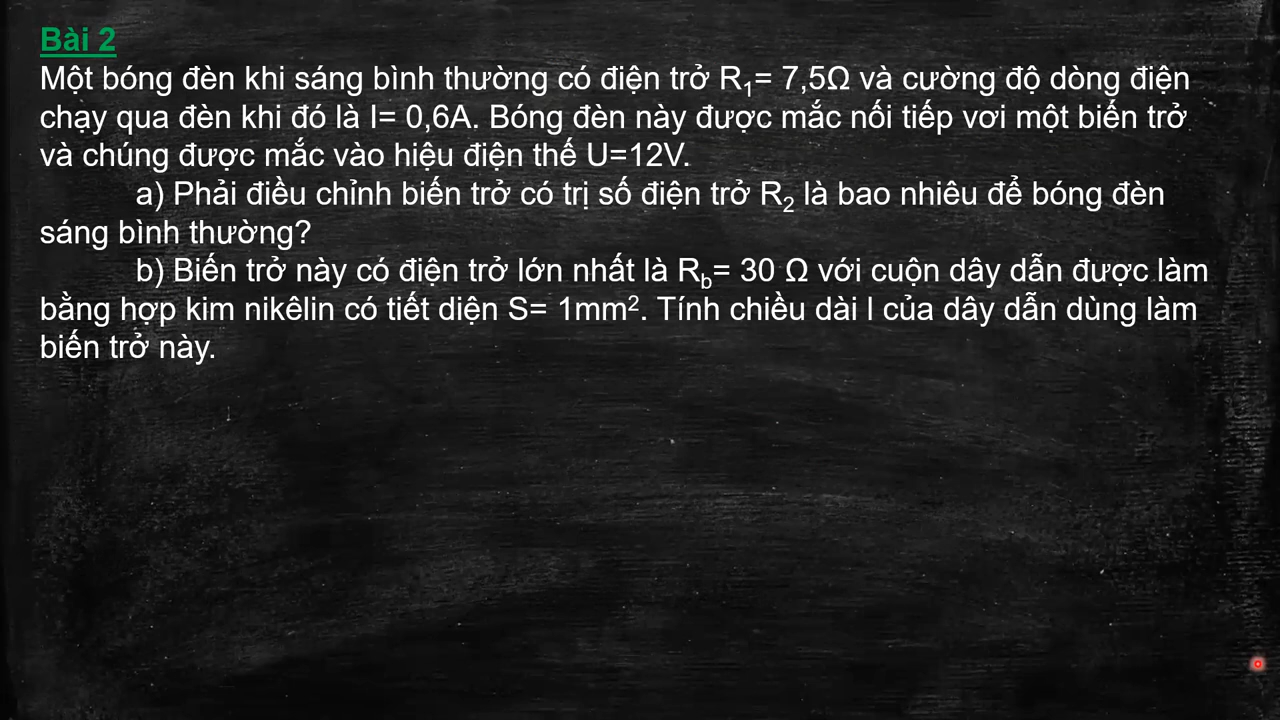 Bài 2
Một bóng đèn khi sáng bình thường có điện trở R₁= 7,5Ω và cường độ dòng điện
chạy qua đèn khi đó là I= 0,6A. Bóng đèn này được mắc nối tiếp vơi một biến trở
và chúng được mắc vào hiệu điện thế U=12V.
a) Phải điều chỉnh biến trở có trị số điện trở R₂ là bao nhiêu để bóng đèn
sáng bình thường?
b) Biến trở này có điện trở lớn nhất là R_b= 30 Ω với cuộn dây dẫn được làm
bằng hợp kim nikêlin có tiết diện S= 1mm². Tính chiều dài l của dây dẫn dùng làm
biến trở này.